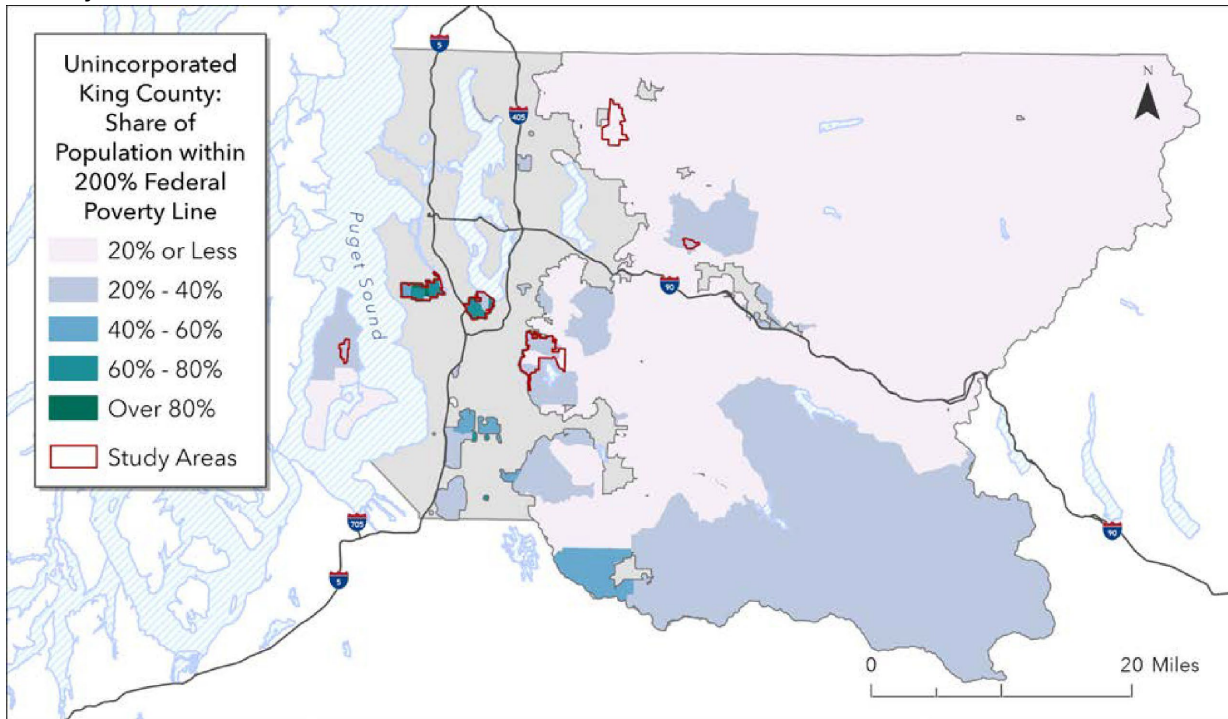 Unincorporated
King County:
Share of
Population within
200% Federal
Poverty Line
20% or Less
20% - 40%
40% - 60%
60% - 80%
Over 80%
Study Areas
Puget Sound
5
405
90
705
5
90
N
0 20 Miles